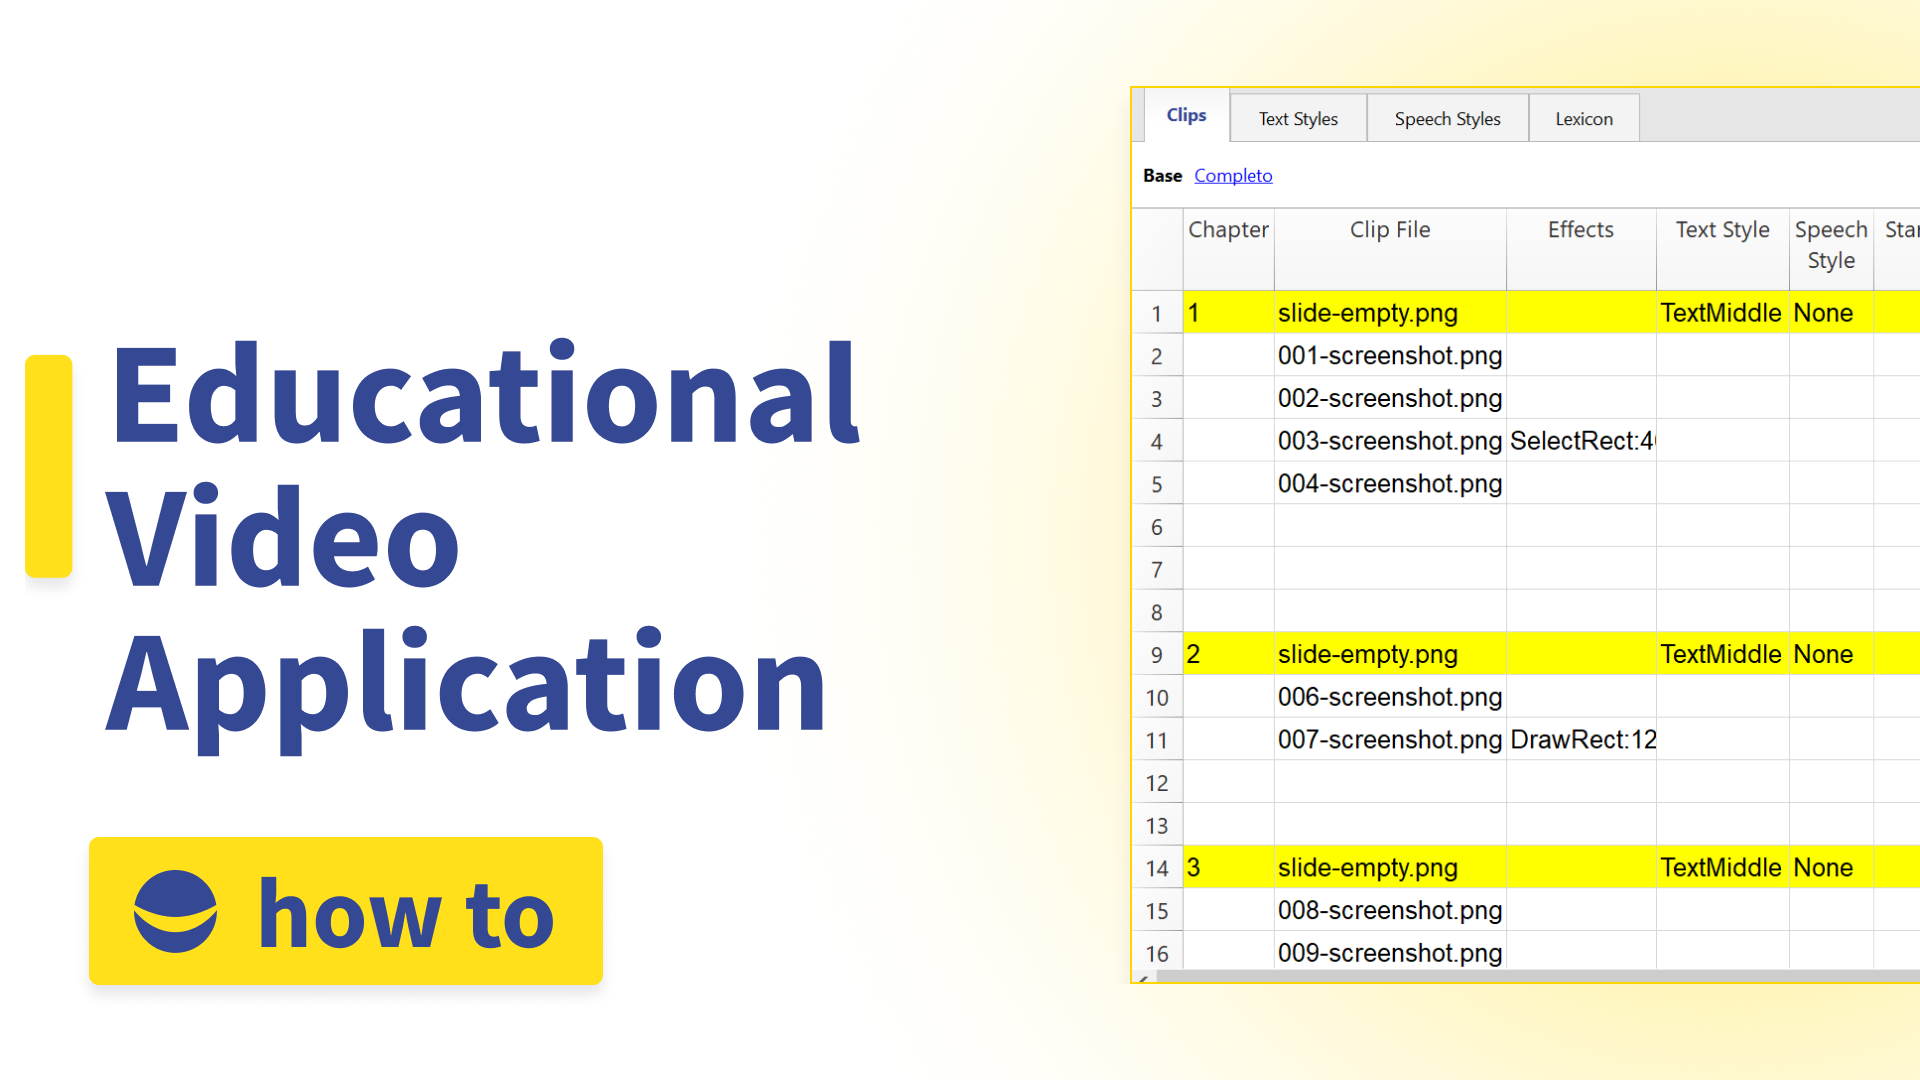 Educational
Video
Application
how to
Clips Text Styles Speech Styles Lexicon
Base Completo
Chapter Clip File Effects Text Style Speech Style
1 1 slide-empty.png TextMiddle None
2 001-screenshot.png
3 002-screenshot.png
4 003-screenshot.png SelectRect:4
5 004-screenshot.png
6
7
8
9 2 slide-empty.png TextMiddle None
10 006-screenshot.png
11 007-screenshot.png DrawRect:12
12
13
14 3 slide-empty.png TextMiddle None
15 008-screenshot.png
16 009-screenshot.png